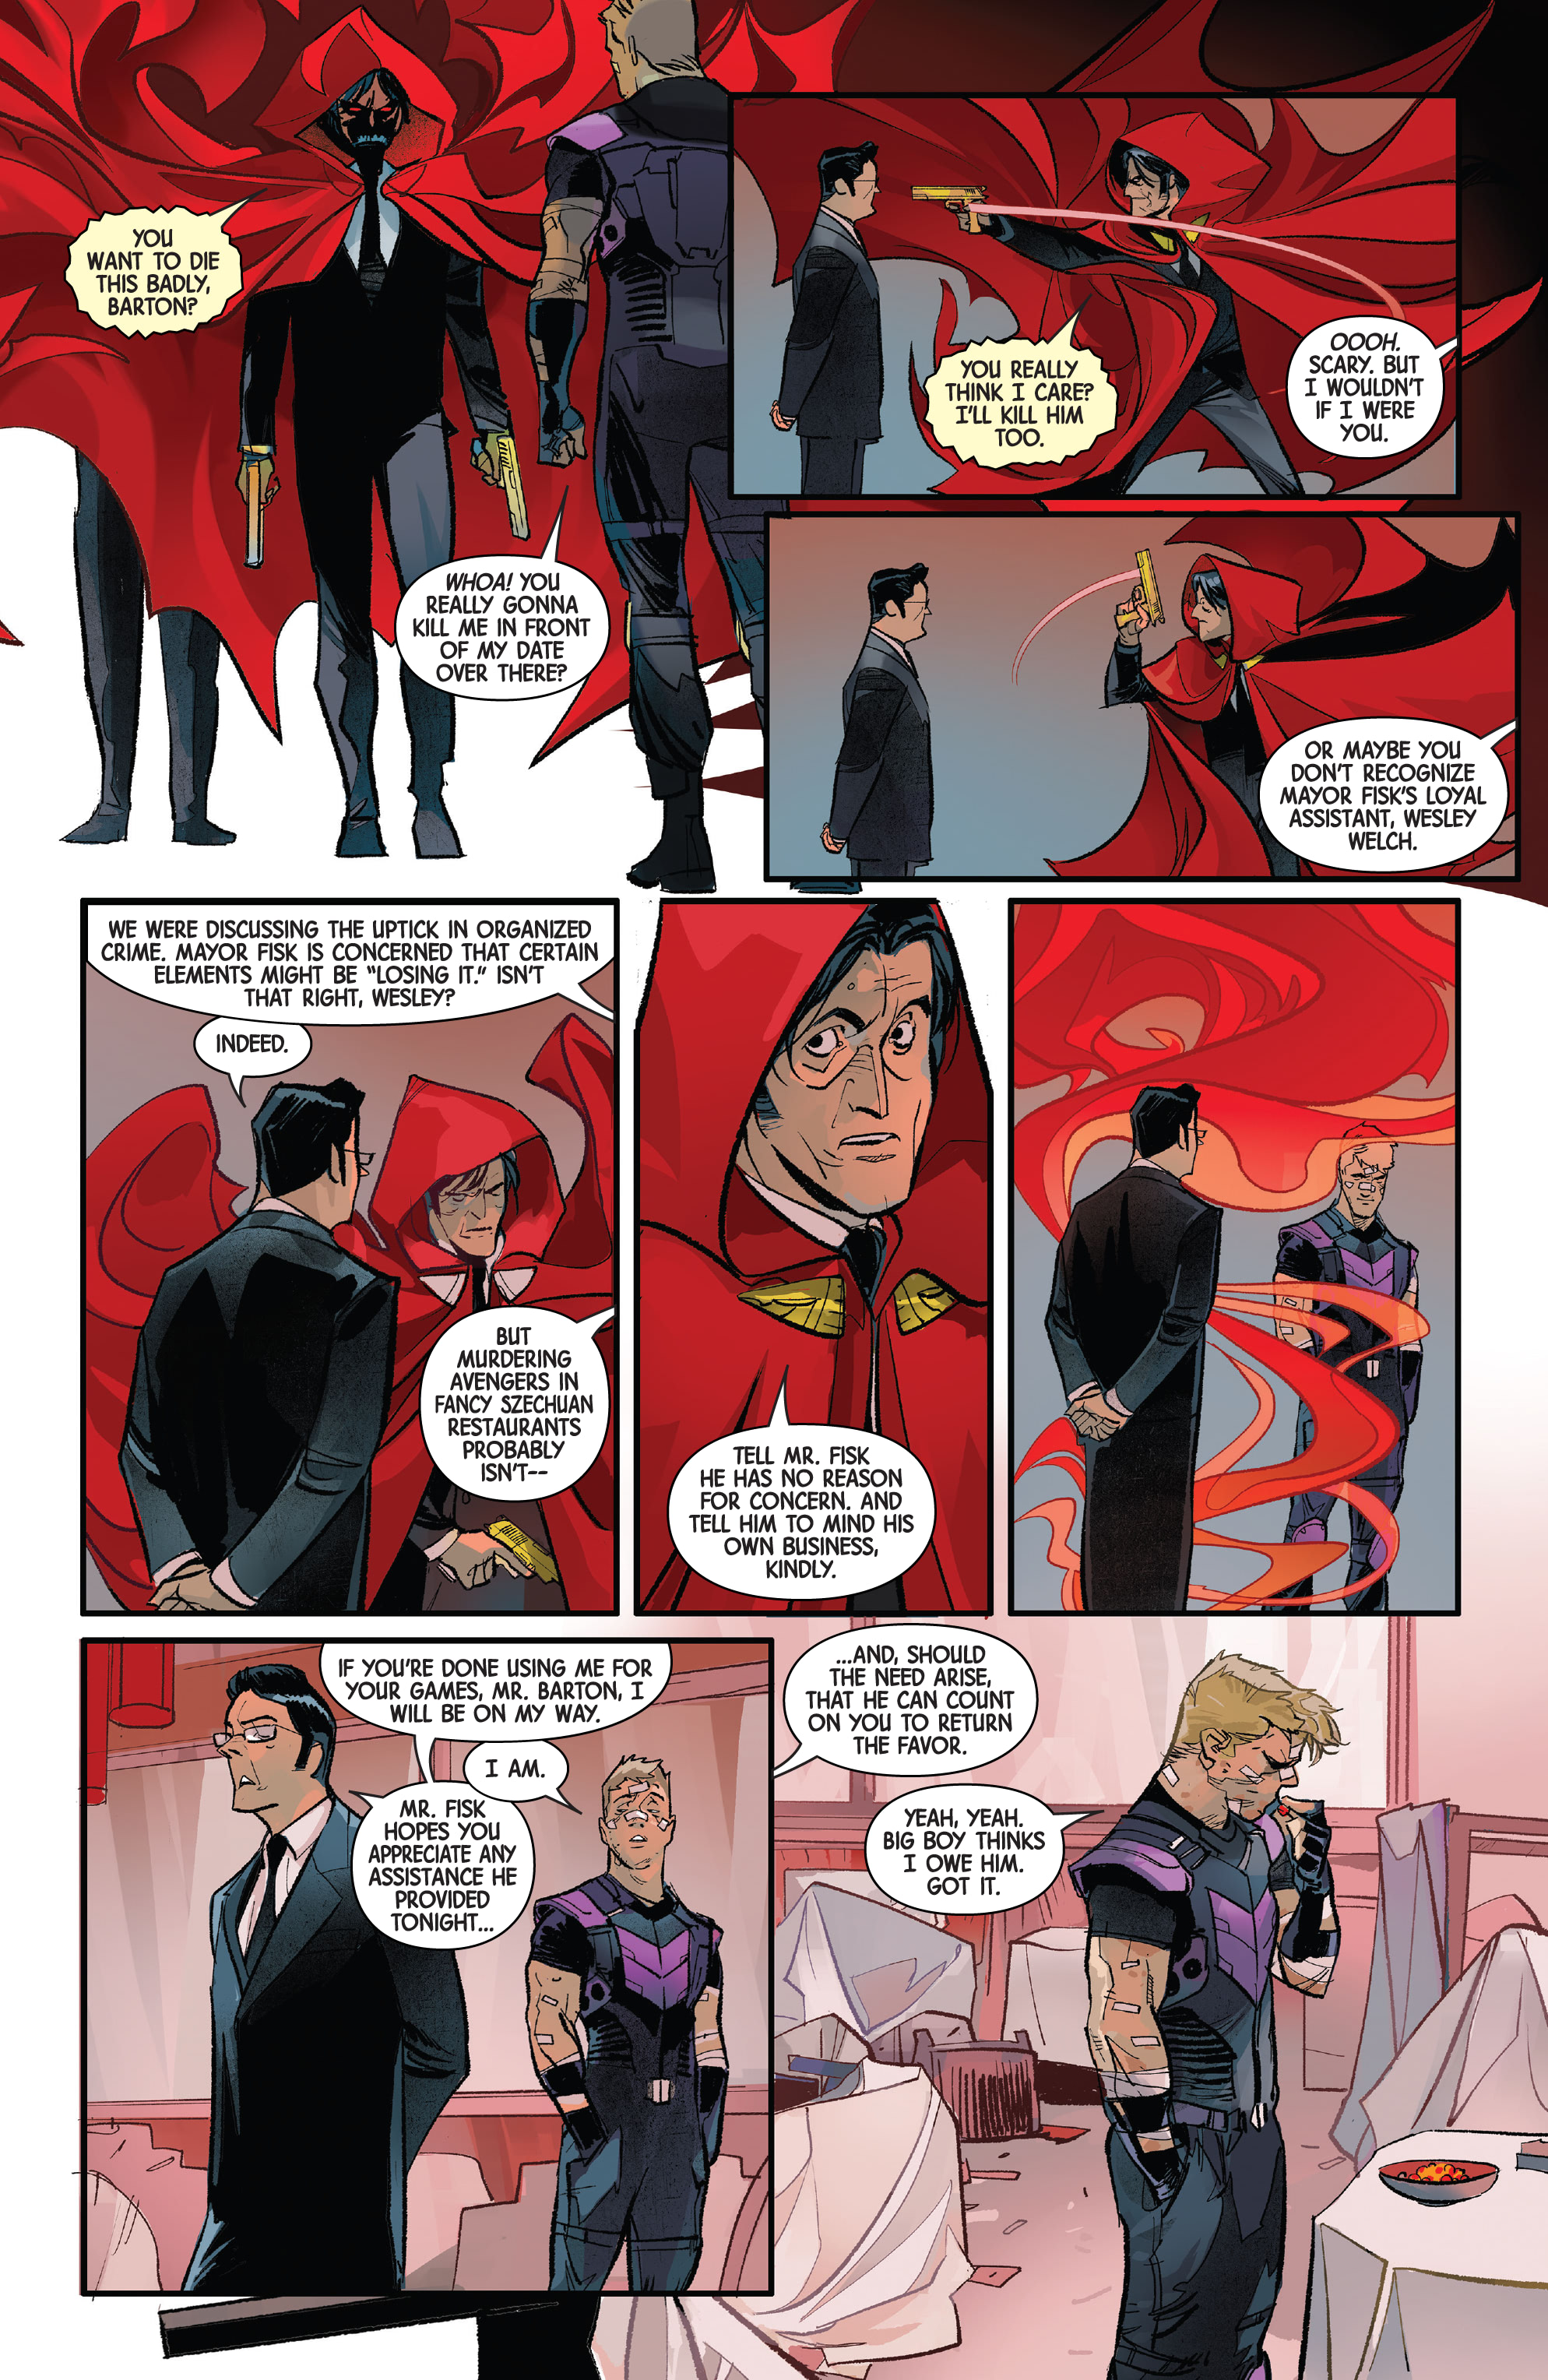 YOU
WANT TO DIE
THIS BADLY,
BARTON?
WHOA! YOU
REALLY GONNA
KILL ME IN FRONT
OF MY DATE
OVER THERE?
YOU REALLY
THINK I CARE?
I'LL KILL HIM
TOO.
OOOH.
SCARY. BUT
I WOULDN'T
IF I WERE
YOU.
OR MAYBE YOU
DON'T RECOGNIZE
MAYOR FISK'S LOYAL
ASSISTANT, WESLEY
WELCH.
WE WERE DISCUSSING THE UPTICK IN ORGANIZED
CRIME. MAYOR FISK IS CONCERNED THAT CERTAIN
ELEMENTS MIGHT BE "LOSING IT." ISN'T
THAT RIGHT, WESLEY?
INDEED.
BUT
MURDERING
AVENGERS IN
FANCY SZECHUAN
RESTAURANTS
PROBABLY
ISN'T--
TELL MR. FISK
HE HAS NO REASON
FOR CONCERN. AND
TELL HIM TO MIND HIS
OWN BUSINESS,
KINDLY.
IF YOU'RE DONE USING ME FOR
YOUR GAMES, MR. BARTON, I
WILL BE ON MY WAY.
I AM.
MR. FISK
HOPES YOU
APPRECIATE ANY
ASSISTANCE HE
PROVIDED
TONIGHT...
...AND, SHOULD
THE NEED ARISE,
THAT HE CAN COUNT
ON YOU TO RETURN
THE FAVOR.
YEAH, YEAH.
BIG BOY THINKS
I OWE HIM.
GOT IT.